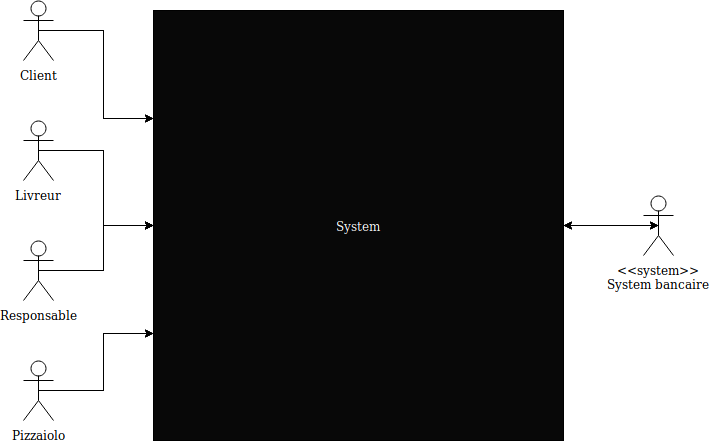 Client
Livreur
System
<<system>>
System bancaire
Responsable
Pizzaiolo